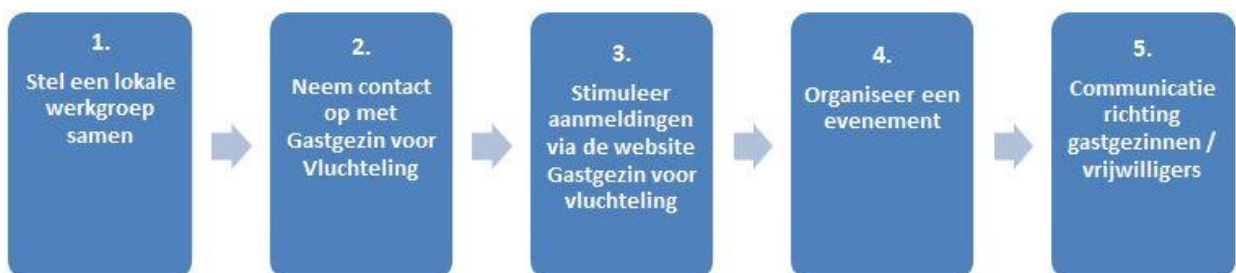 1.
Stel een lokale
werkgroep
samen
2.
Neem contact
op met
Gastgezin voor
Vluchteling
3.
Stimuleer
aanmeldingen
via de website
Gastgezin voor
vluchteling
4.
Organiseer een
evenement
5.
Communicatie
richting
gastgezinnen /
vrijwilligers